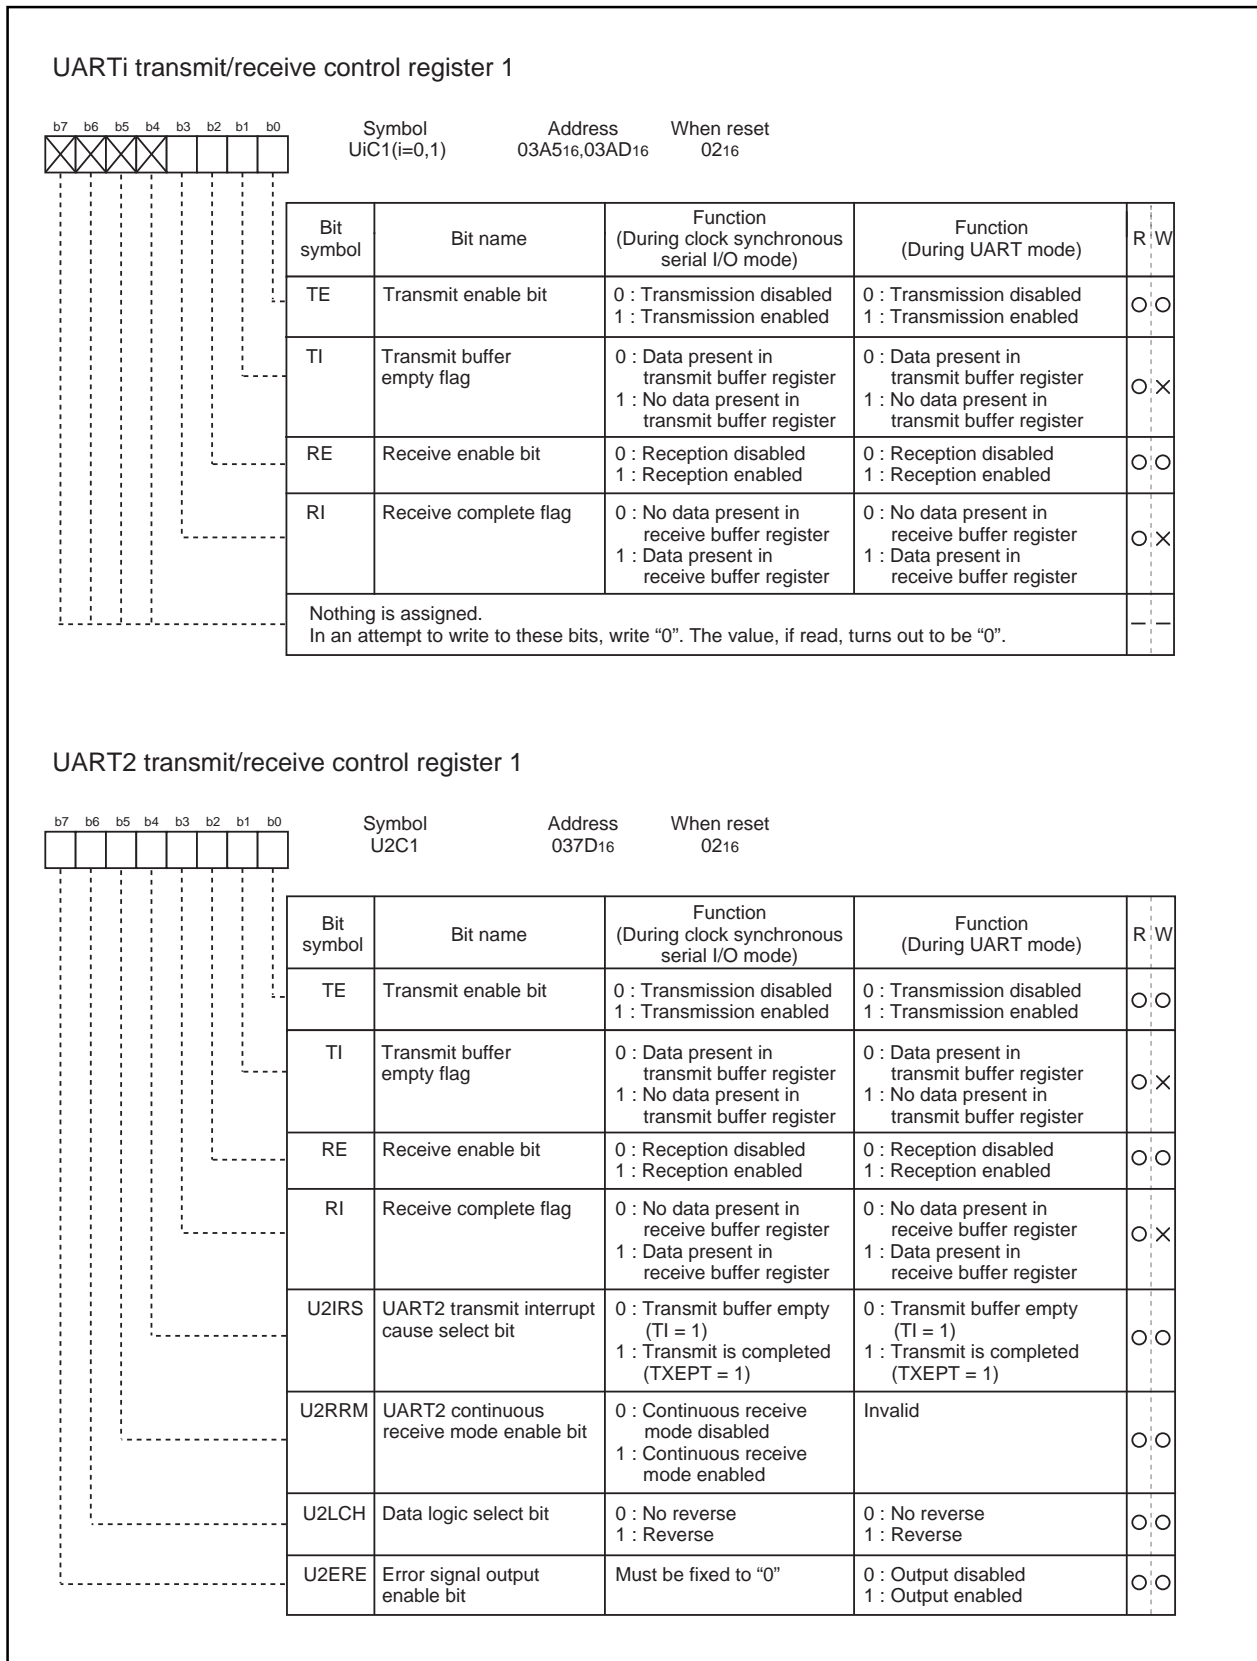 UARTi transmit/receive control register 1
b7 b6 b5 b4 b3 b2 b1 b0
Symbol Address When reset
UiC1(i=0,1) 03A516,03AD16 0216
Bit symbol Bit name Function (During clock synchronous serial I/O mode) Function (During UART mode) R W
TE Transmit enable bit 0 : Transmission disabled 0 : Transmission disabled
1 : Transmission enabled 1 : Transmission enabled
TI Transmit buffer 0 : Data present in 0 : Data present in
empty flag transmit buffer register transmit buffer register
1 : No data present in 1 : No data present in
transmit buffer register transmit buffer register
RE Receive enable bit 0 : Reception disabled 0 : Reception disabled
1 : Reception enabled 1 : Reception enabled
RI Receive complete flag 0 : No data present in 0 : No data present in
receive buffer register receive buffer register
1 : Data present in 1 : Data present in
receive buffer register receive buffer register
Nothing is assigned.
In an attempt to write to these bits, write “0”. The value, if read, turns out to be “0”.
UART2 transmit/receive control register 1
b7 b6 b5 b4 b3 b2 b1 b0
Symbol Address When reset
U2C1 037D16 0216
Bit symbol Bit name Function (During clock synchronous serial I/O mode) Function (During UART mode) R W
TE Transmit enable bit 0 : Transmission disabled 0 : Transmission disabled
1 : Transmission enabled 1 : Transmission enabled
TI Transmit buffer 0 : Data present in 0 : Data present in
empty flag transmit buffer register transmit buffer register
1 : No data present in 1 : No data present in
transmit buffer register transmit buffer register
RE Receive enable bit 0 : Reception disabled 0 : Reception disabled
1 : Reception enabled 1 : Reception enabled
RI Receive complete flag 0 : No data present in 0 : No data present in
receive buffer register receive buffer register
1 : Data present in 1 : Data present in
receive buffer register receive buffer register
U2IRS UART2 transmit interrupt 0 : Transmit buffer empty 0 : Transmit buffer empty
cause select bit (TI = 1) (TI = 1)
1 : Transmit is completed 1 : Transmit is completed
(TXEPT = 1) (TXEPT = 1)
U2RRM UART2 continuous 0 : Continuous receive Invalid
receive mode enable bit mode disabled
1 : Continuous receive
mode enabled
U2LCH Data logic select bit 0 : No reverse 0 : No reverse
1 : Reverse 1 : Reverse
U2ERE Error signal output Must be fixed to “0” 0 : Output disabled
enable bit 1 : Output enabled